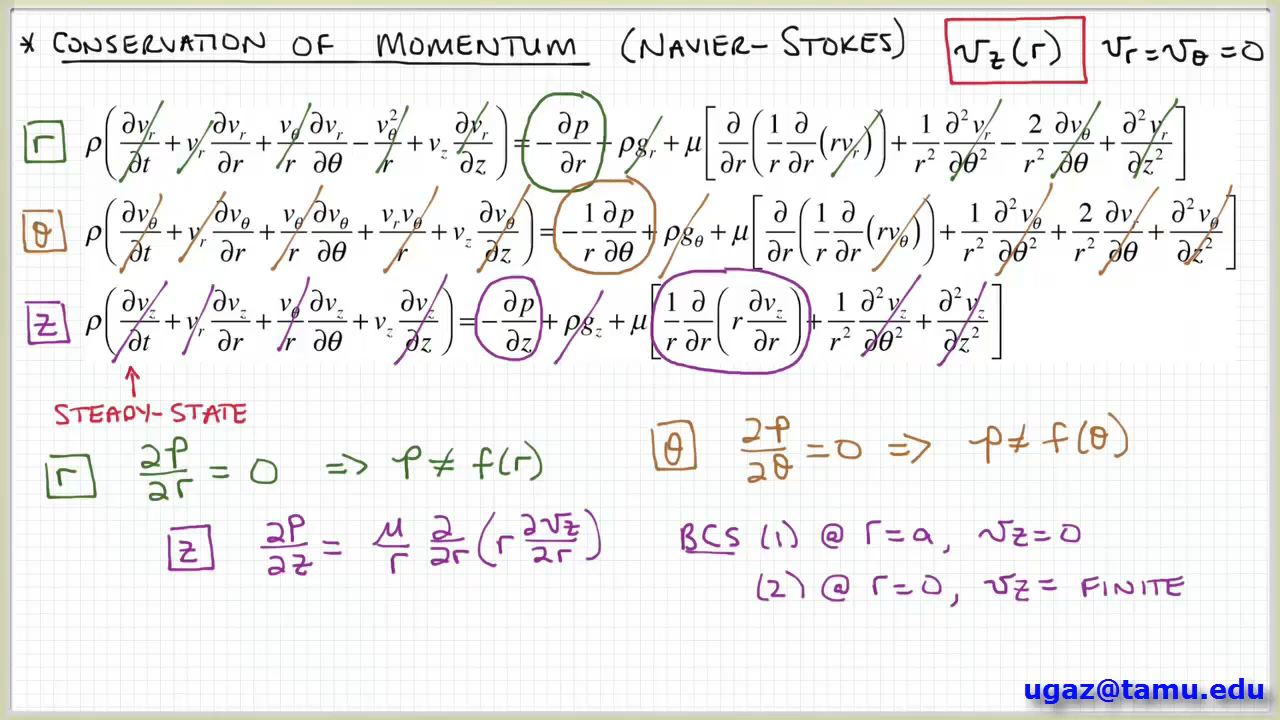 * CONSERVATION OF MOMENTUM (NAVIER-STOKES) v_z(r) v_r = v_θ = 0
r ρ(∂v_r/∂t + v_r ∂v_r/∂r + v_θ/r ∂v_r/∂θ − v_θ²/r + v_z ∂v_r/∂z) = −∂p/∂r + ρg_r + μ[∂/∂r(1/r ∂/∂r(rv_r)) + 1/r² ∂²v_r/∂θ² − 2/r² ∂v_θ/∂θ + ∂²v_r/∂z²]
θ ρ(∂v_θ/∂t + v_r ∂v_θ/∂r + v_θ/r ∂v_θ/∂θ + v_r v_θ/r + v_z ∂v_θ/∂z) = −1/r ∂p/∂θ + ρg_θ + μ[∂/∂r(1/r ∂/∂r(rv_θ)) + 1/r² ∂²v_θ/∂θ² + 2/r² ∂v_r/∂θ + ∂²v_θ/∂z²]
z ρ(∂v_z/∂t + v_r ∂v_z/∂r + v_θ/r ∂v_z/∂θ + v_z ∂v_z/∂z) = −∂p/∂z + ρg_z + μ[1/r ∂/∂r(r ∂v_z/∂r) + 1/r² ∂²v_z/∂θ² + ∂²v_z/∂z²]
↑
STEADY-STATE
r ∂p/∂r = 0 => p ≠ f(r)
θ ∂p/∂θ = 0 => p ≠ f(θ)
z ∂p/∂z = μ/r ∂/∂r(r ∂v_z/∂r)
BCS (1) @ r=a, v_z=0
(2) @ r=0, v_z= FINITE
ugaz@tamu.edu